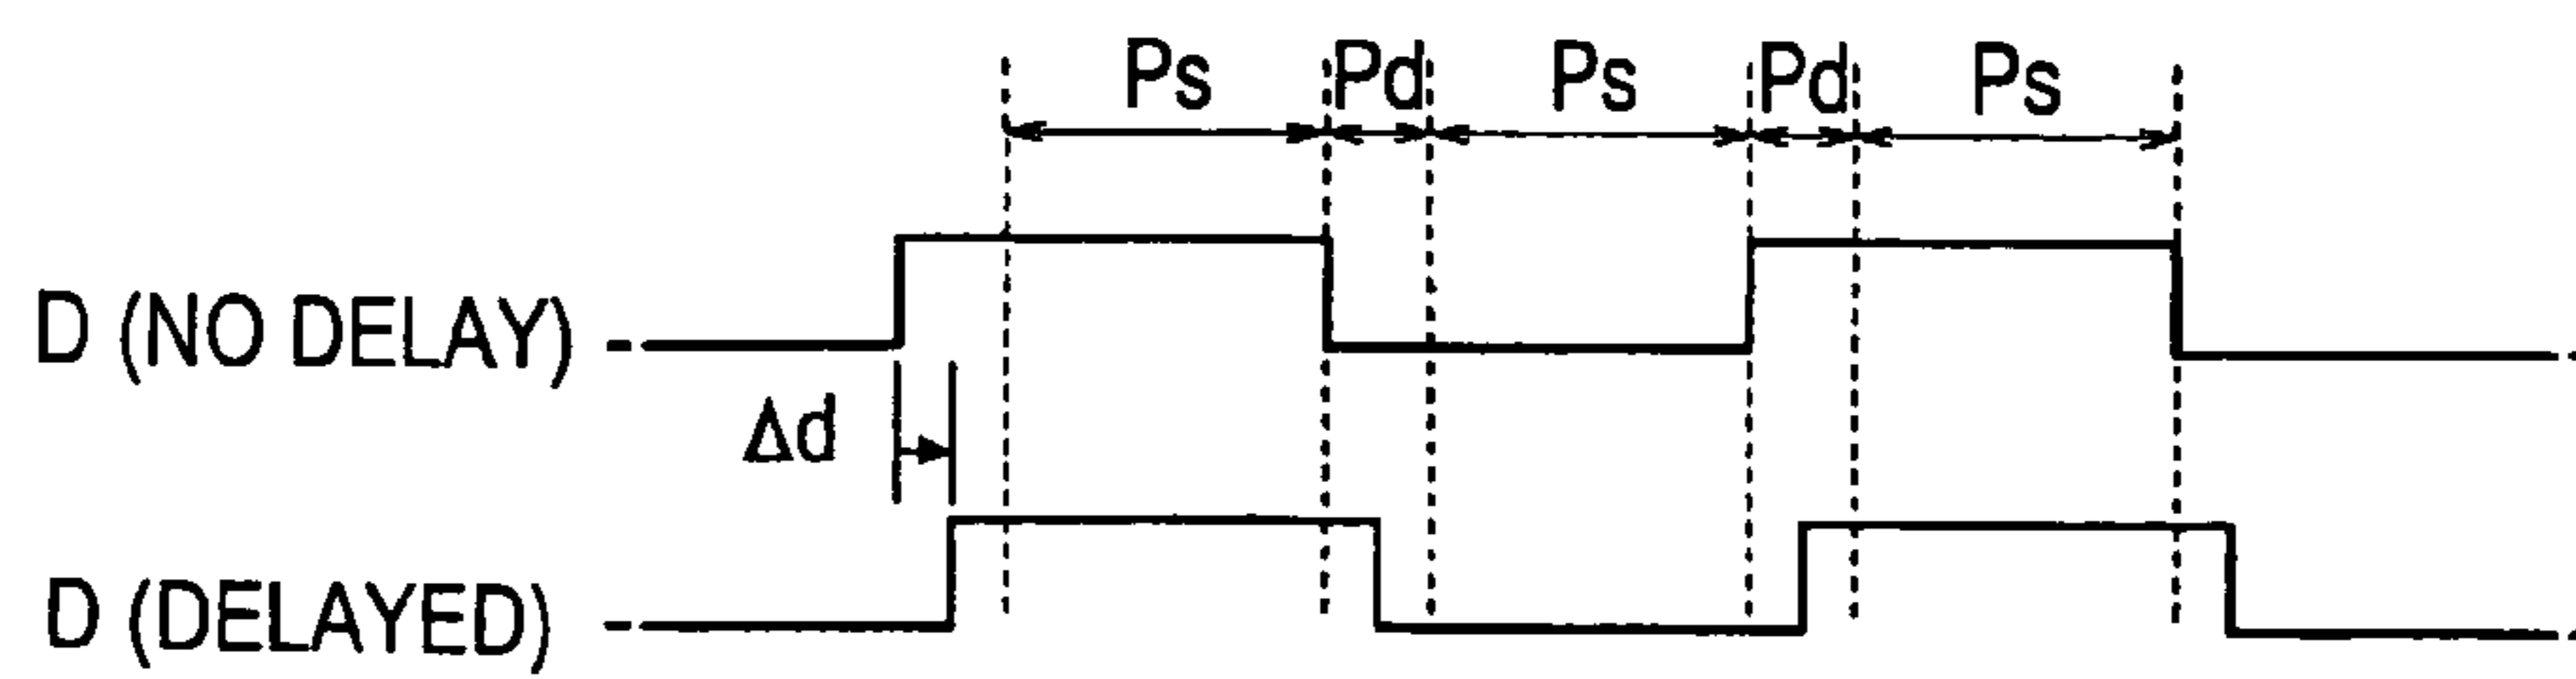 Ps Pd Ps Pd Ps
D (NO DELAY)
Δd
D (DELAYED)